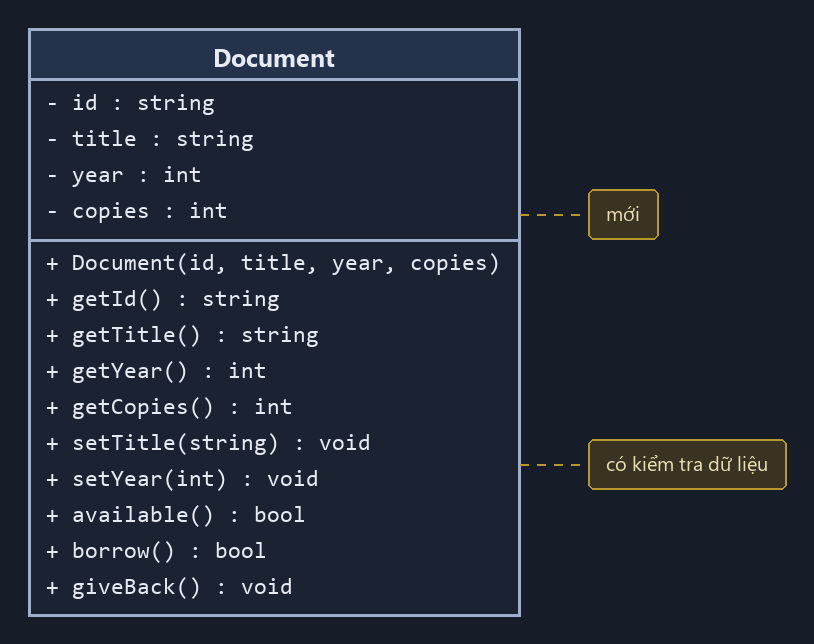 Document
- id : string
- title : string
- year : int
- copies : int
mới
+ Document(id, title, year, copies)
+ getId() : string
+ getTitle() : string
+ getYear() : int
+ getCopies() : int
+ setTitle(string) : void
có kiểm tra dữ liệu
+ setYear(int) : void
+ available() : bool
+ borrow() : bool
+ giveBack() : void